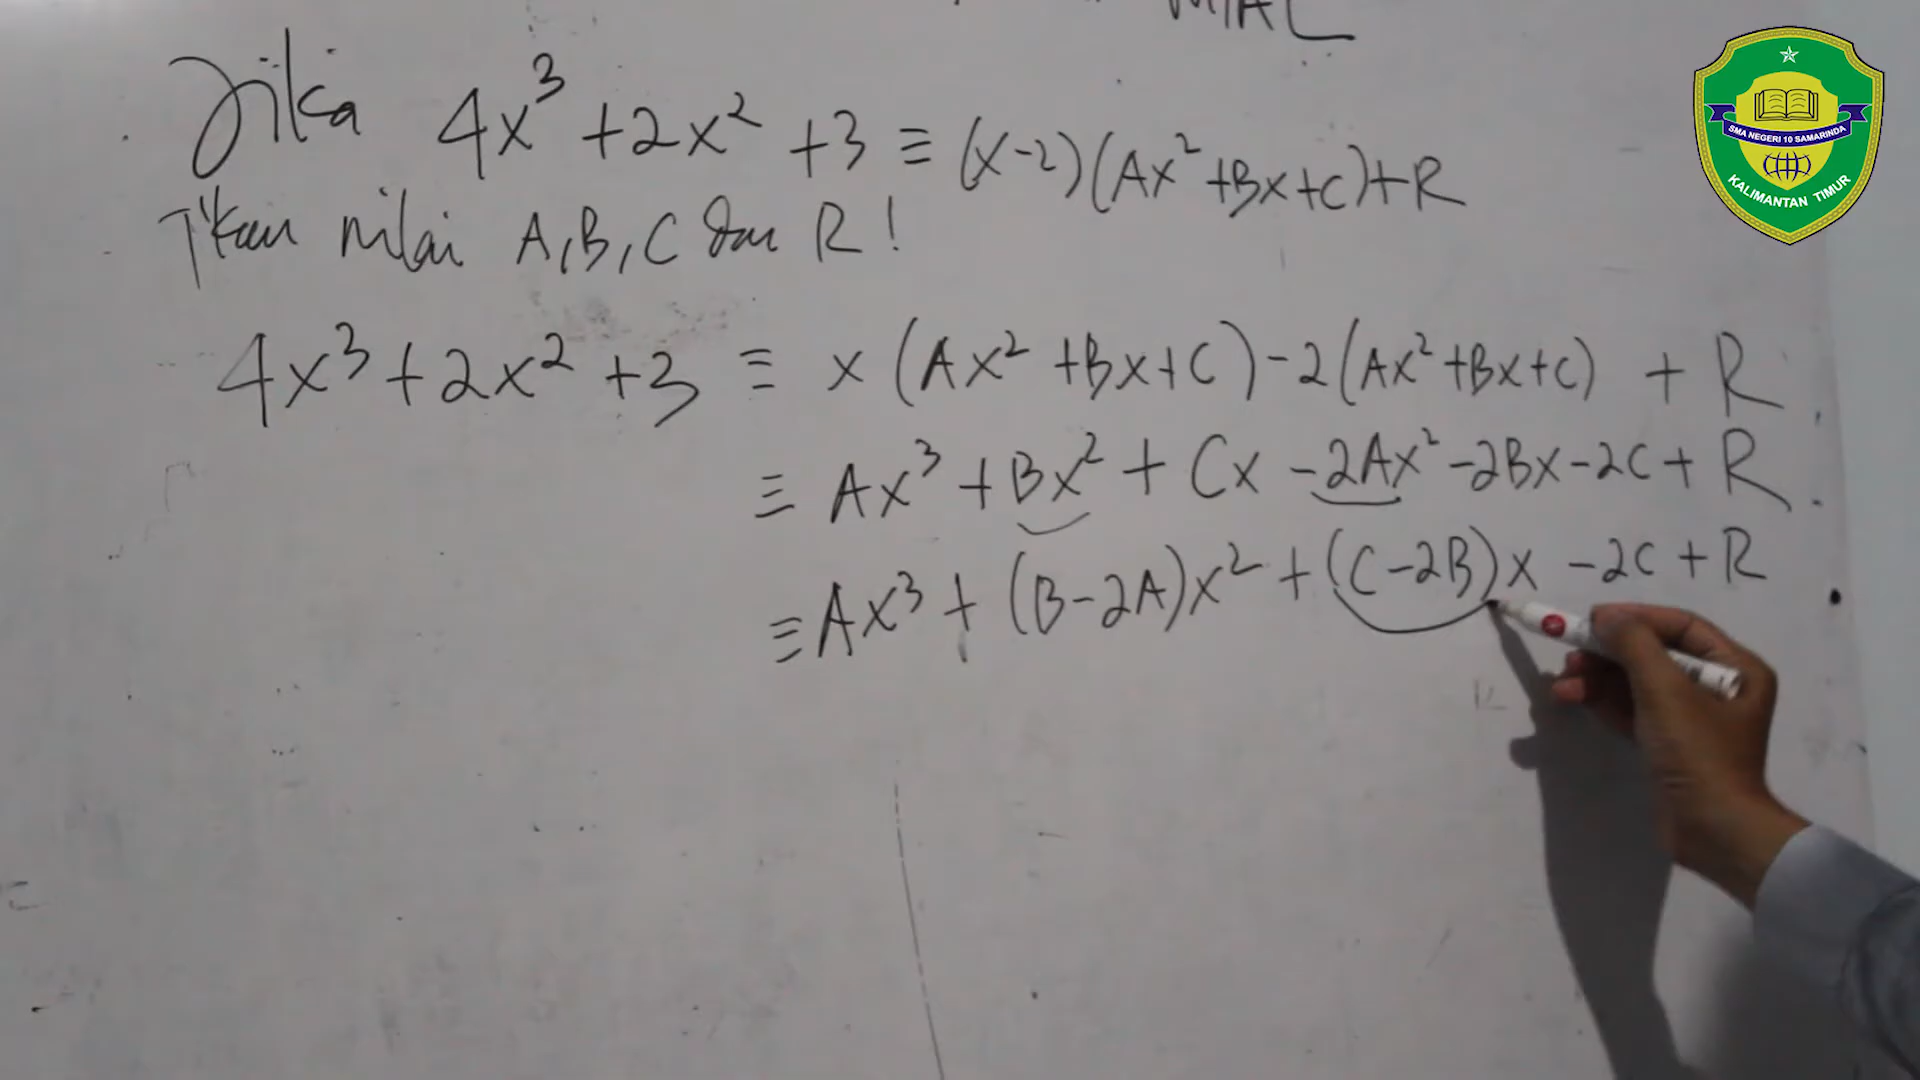 Jika 4x³ + 2x² + 3 ≡ (x-2)(Ax² + Bx + C) + R
Tikan nilai A, B, C dan R!
4x³ + 2x² + 3 ≡ x (Ax² + Bx + C) - 2 (Ax² + Bx + C) + R
≡ Ax³ + Bx² + Cx - 2Ax² - 2Bx - 2C + R
≡ Ax³ + (B - 2A)x² + (C - 2B)x - 2C + R
SMA NEGERI 10 SAMARINDA
KALIMANTAN TIMUR